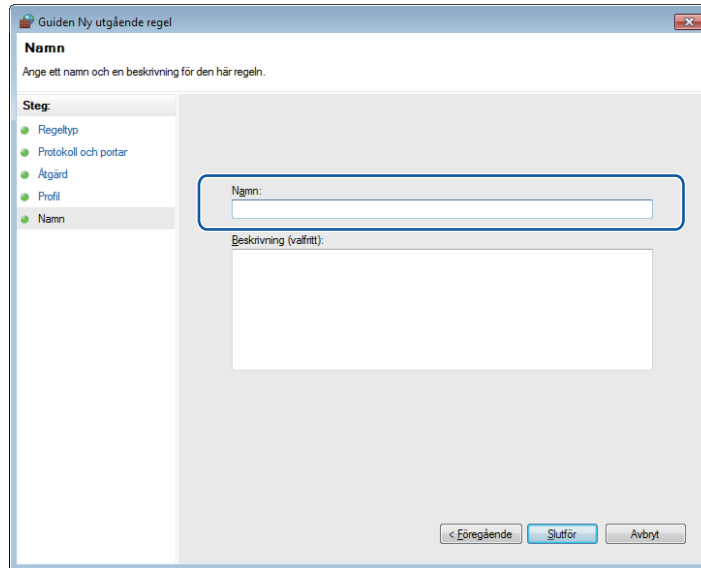 Guiden Ny utgående regel
Namn
Ange ett namn och en beskrivning för den här regeln.
Steg:
Regeltyp
Protokoll och portar
Åtgärd
Profil
Namn
Namn:
Beskrivning (valfritt):
< Föregående
Slutför
Avbryt